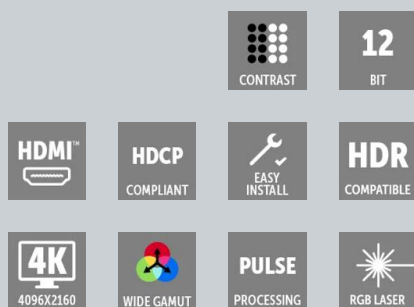 CONTRAST
12
BIT
HDMI™
HDCP
COMPLIANT
EASY
INSTALL
HDR
COMPATIBLE
4K
4096X2160
WIDE GAMUT
PULSE
PROCESSING
RGB LASER